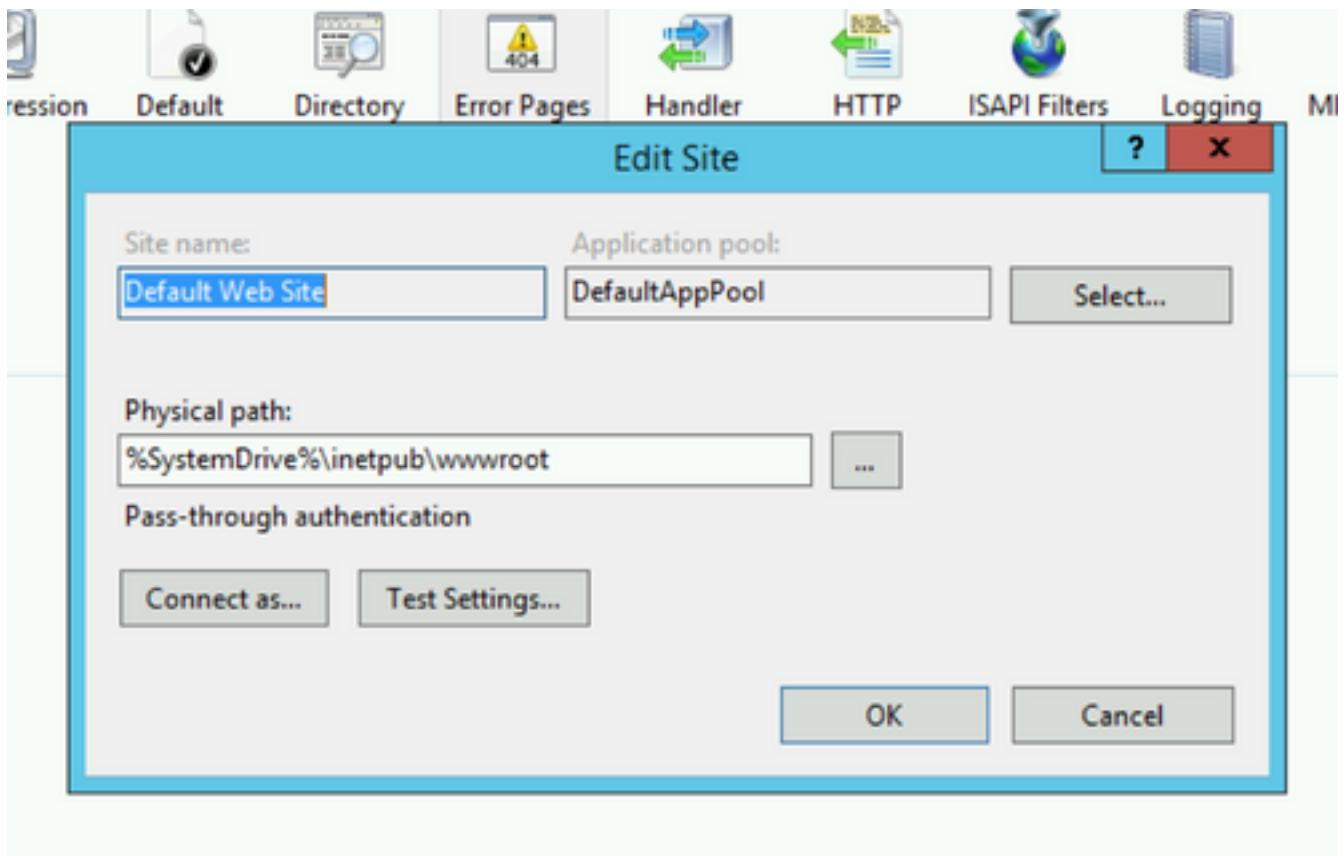 404
ression Default Directory Error Pages Handler HTTP ISAPI Filters Logging MI
Edit Site ? x
Site name: Application pool:
Default Web Site DefaultAppPool Select...
Physical path:
%SystemDrive%\inetpub\wwwroot ...
Pass-through authentication
Connect as... Test Settings...
OK Cancel